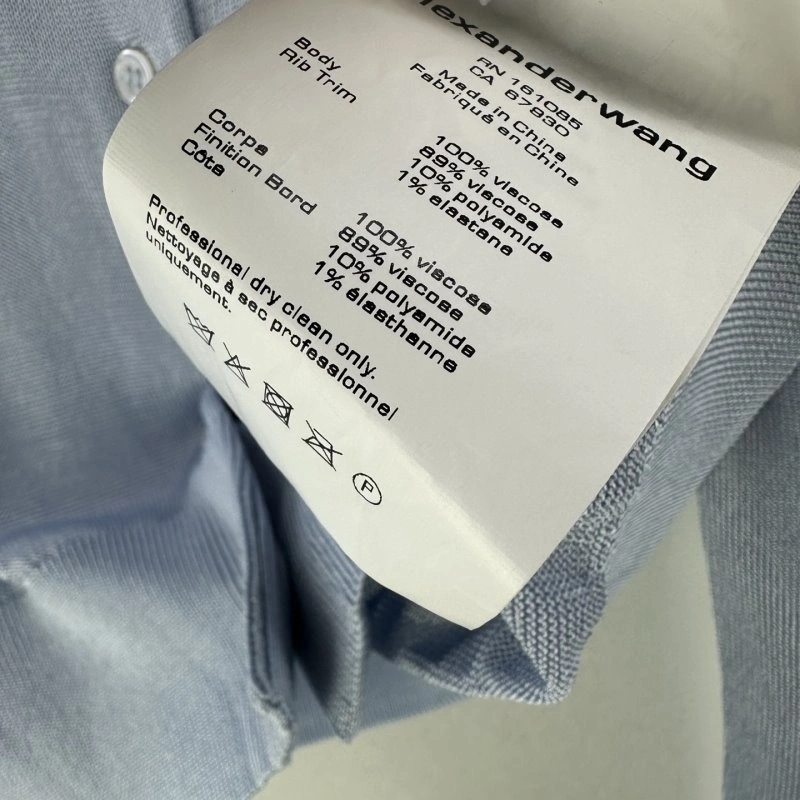 alexanderwang
RN 161085
CA 67930
Made in China
Fabriqué en Chine
Body
Rib Trim
100% viscose
89% viscose
10% polyamide
1% elastane
Corps
Finition Bord
Côte
100% viscose
89% viscose
10% polyamide
1% élasthanne
Professional dry clean only.
Nettoyage à sec professionnel
uniquement.
P